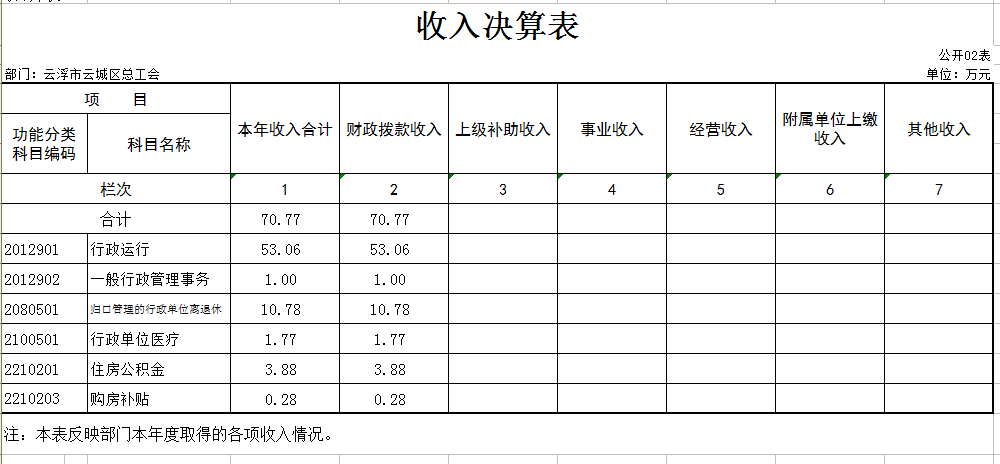 收入决算表
公开02表
部门：云浮市云城区总工会 单位：万元
项 目 本年收入合计 财政拨款收入 上级补助收入 事业收入 经营收入 附属单位上缴收入 其他收入
功能分类科目编码 科目名称
栏次 1 2 3 4 5 6 7
合计 70.77 70.77
2012901 行政运行 53.06 53.06
2012902 一般行政管理事务 1.00 1.00
2080501 归口管理的行政单位离退休 10.78 10.78
2100501 行政单位医疗 1.77 1.77
2210201 住房公积金 3.88 3.88
2210203 购房补贴 0.28 0.28
注：本表反映部门本年度取得的各项收入情况。